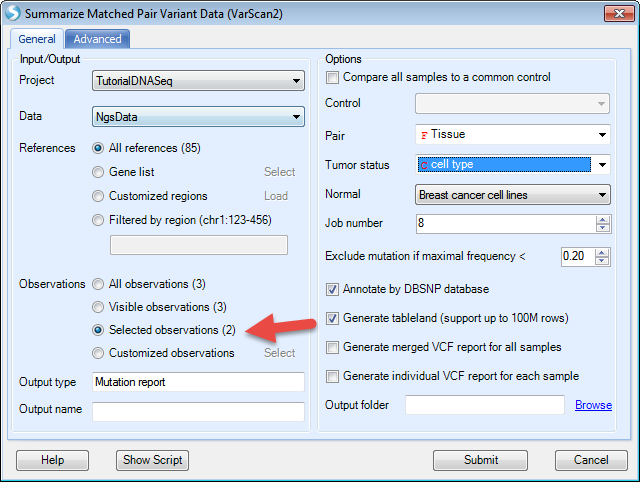 Summarize Matched Pair Variant Data (VarScan2)
General
Advanced
Input/Output
Project
TutorialDNASeq
Data
NgsData
References
All references (85)
Gene list
Select
Customized regions
Load
Filtered by region (chr1:123-456)
Observations
All observations (3)
Visible observations (3)
Selected observations (2)
Customized observations
Select
Output type
Mutation report
Output name
Options
Compare all samples to a common control
Control
Pair
F Tissue
Tumor status
C cell type
Normal
Breast cancer cell lines
Job number
8
Exclude mutation if maximal frequency <
0.20
Annotate by DBSNP database
Generate tableland (support up to 100M rows)
Generate merged VCF report for all samples
Generate individual VCF report for each sample
Output folder
Browse
Help
Show Script
Submit
Cancel